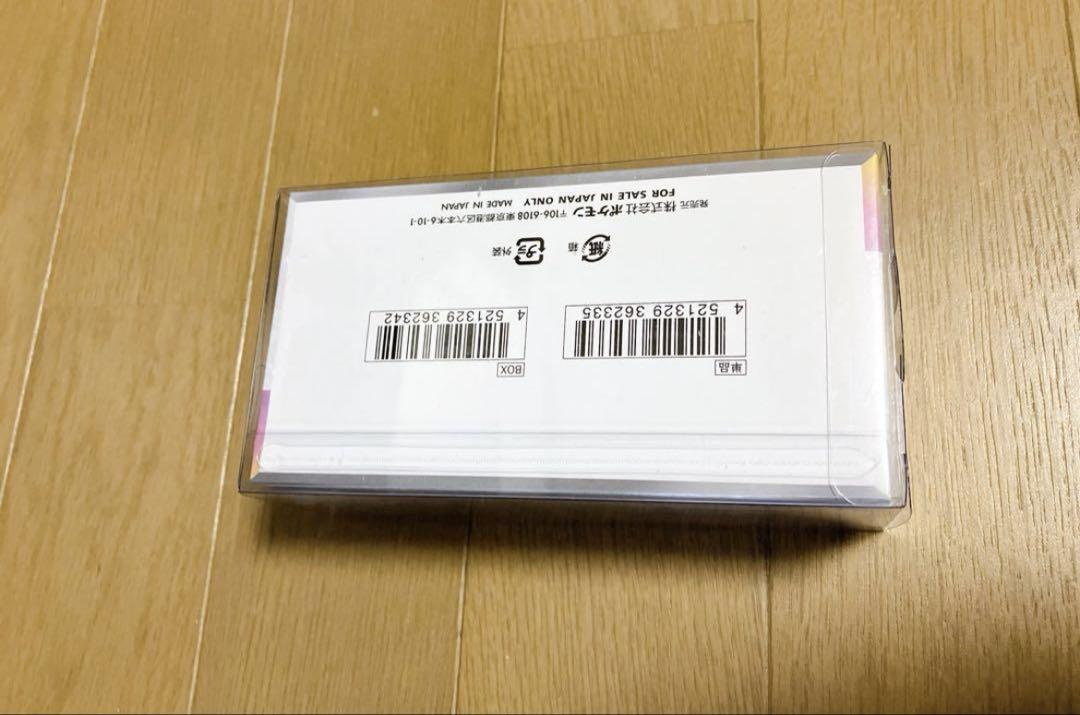 単品
4 521329 362335
BOX
4 521329 362342
紙
箱
プラ
外装
発売元 株式会社ポケモン 〒106-6108 東京都港区六本木6-10-1
FOR SALE IN JAPAN ONLY MADE IN JAPAN